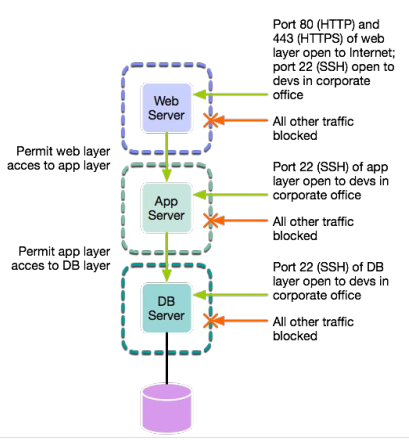 Port 80 (HTTP) and
443 (HTTPS) of web
layer open to Internet;
port 22 (SSH) open to
devs in corporate
office
Web
Server
All other traffic
blocked
Permit web layer
acces to app layer
Port 22 (SSH) of app
layer open to devs in
corporate office
App
Server
All other traffic
blocked
Permit app layer
acces to DB layer
Port 22 (SSH) of DB
layer open to devs in
corporate office
DB
Server
All other traffic
blocked